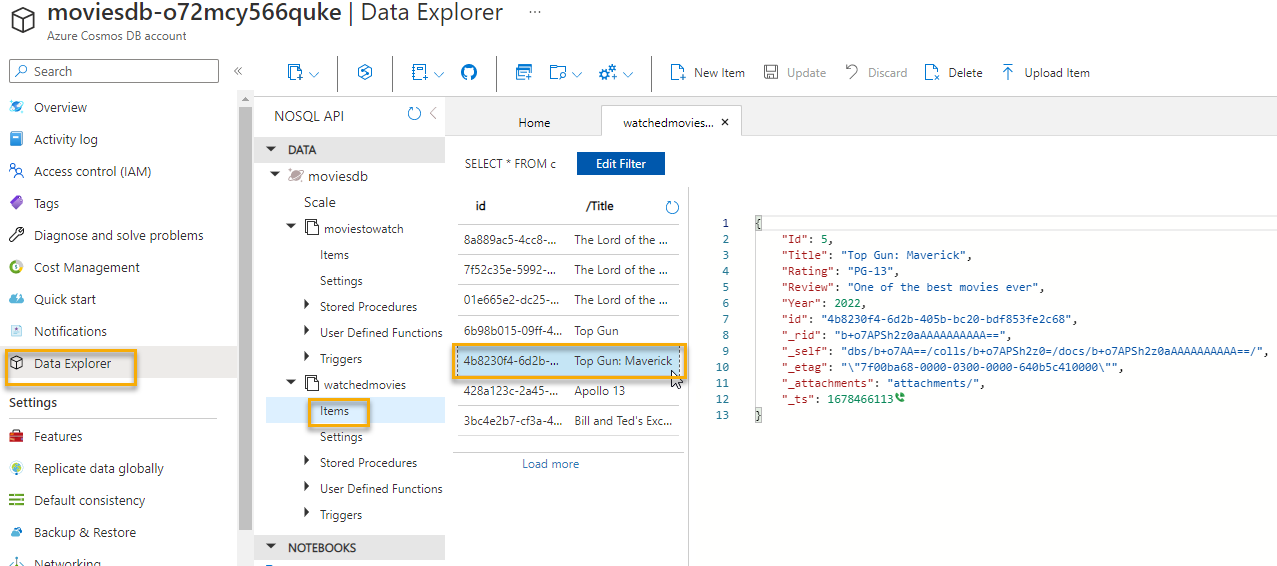 moviesdb-o72mcy566quke | Data Explorer ...
Azure Cosmos DB account
Search
«
Overview
Activity log
Access control (IAM)
Tags
Diagnose and solve problems
Cost Management
Quick start
Notifications
Data Explorer
Settings
Features
Replicate data globally
Default consistency
Backup & Restore
Networking
New Item
Update
Discard
Delete
Upload Item
NOSQL API
DATA
moviesdb
Scale
moviestowatch
Items
Settings
Stored Procedures
User Defined Functions
Triggers
watchedmovies
Items
Settings
Stored Procedures
User Defined Functions
Triggers
NOTEBOOKS
Home
watchedmovies... ×
SELECT * FROM c
Edit Filter
id /Title
8a889ac5-4cc8-... The Lord of the ...
7f52c35e-5992-... The Lord of the ...
01e665e2-dc25-... The Lord of the ...
6b98b015-09ff-4... Top Gun
4b8230f4-6d2b-... Top Gun: Maverick
428a123c-2a45-... Apollo 13
3bc4e2b7-cf3a-4... Bill and Ted's Exc...
Load more
1 {
2 "Id": 5,
3 "Title": "Top Gun: Maverick",
4 "Rating": "PG-13",
5 "Review": "One of the best movies ever",
6 "Year": 2022,
7 "id": "4b8230f4-6d2b-405b-bc20-bdf853fe2c68",
8 "_rid": "b+o7APSh2z0aAAAAAAAAAA==",
9 "_self": "dbs/b+o7AA==/colls/b+o7APSh2z0=/docs/b+o7APSh2z0aAAAAAAAAAA==/",
10 "_etag": "\"7f00ba68-0000-0300-0000-640b5c410000\"",
11 "_attachments": "attachments/",
12 "_ts": 1678466113
13 }